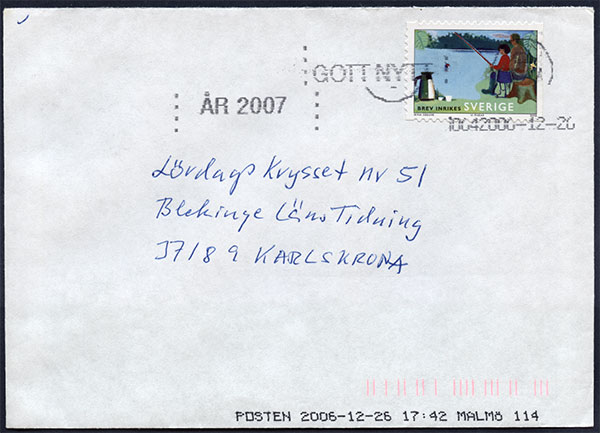 GOTT NYTT
ÅR 2007
BREV INRIKES SVERIGE
2006-12-26
Lördags Krysset nr 51
Blekinge Läns Tidning
37189 KARLSKRONA
POSTEN 2006-12-26 17:42 MALMÖ 114